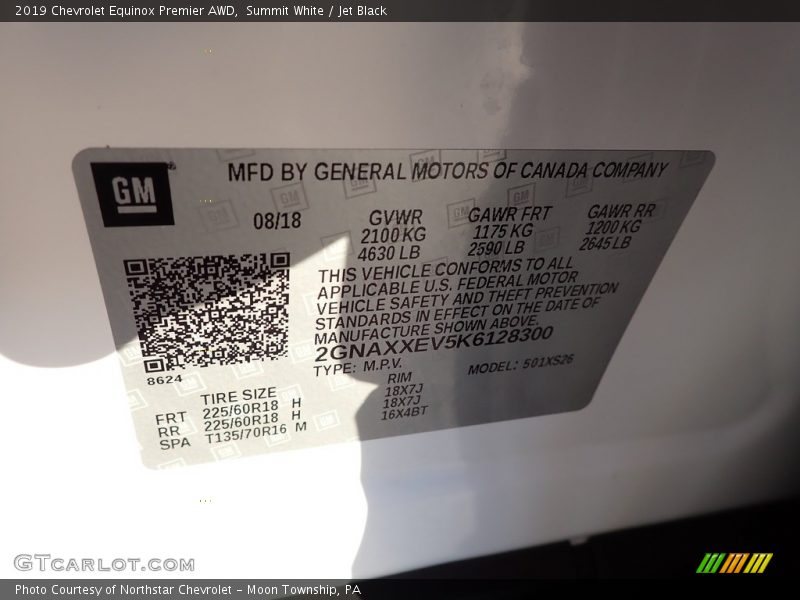 2019 Chevrolet Equinox Premier AWD, Summit White / Jet Black
GM
MFD BY GENERAL MOTORS OF CANADA COMPANY
08/18
GVWR
2100 KG
4630 LB
GAWR FRT
1175 KG
2590 LB
GAWR RR
1200 KG
2645 LB
THIS VEHICLE CONFORMS TO ALL
APPLICABLE U.S. FEDERAL MOTOR
VEHICLE SAFETY AND THEFT PREVENTION
STANDARDS IN EFFECT ON THE DATE OF
MANUFACTURE SHOWN ABOVE.
2GNAXXEV5K6128300
TYPE: M.P.V. MODEL: 501XS26
8624
TIRE SIZE RIM
FRT 225/60R18 H 18X7J
RR 225/60R18 H 18X7J
SPA T135/70R16 M 16X4BT
GTcarlot.com
Photo Courtesy of Northstar Chevrolet - Moon Township, PA